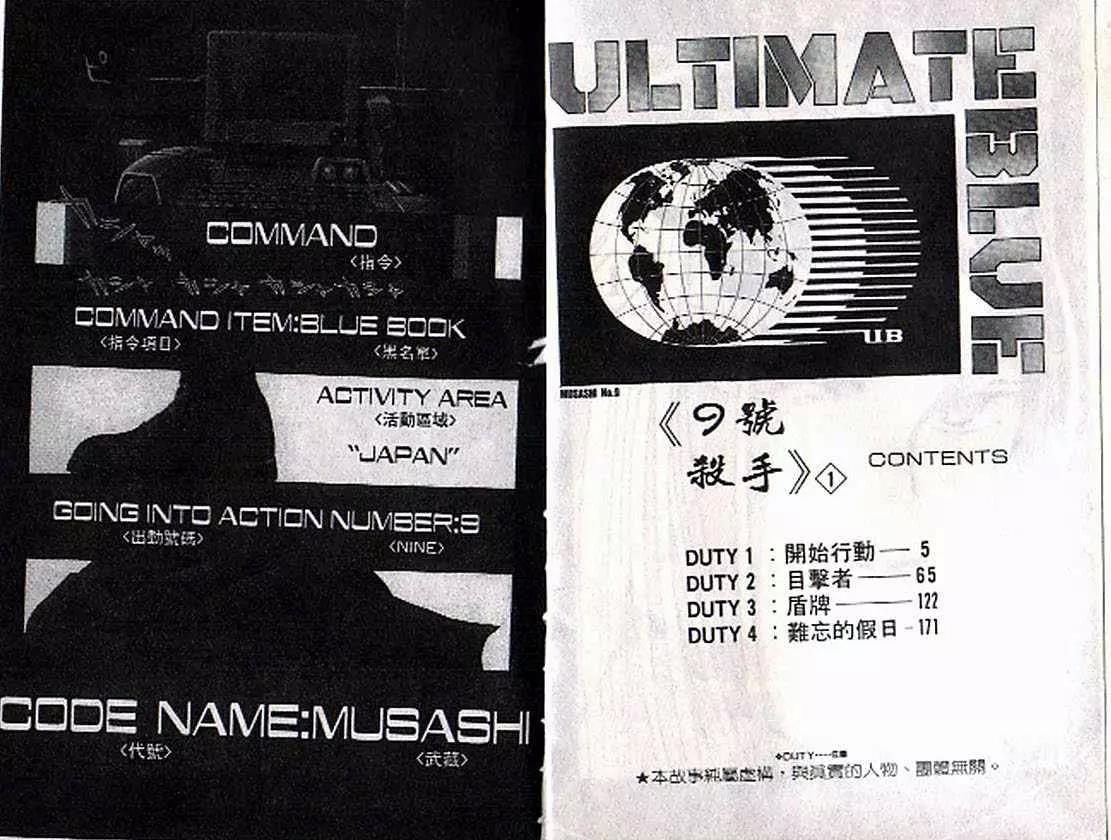 COMMAND
<指令>
COMMAND ITEM:BLUE BOOK
<指令項目>
<黑名單>
ACTIVITY AREA
<活動區域>
"JAPAN"
GOING INTO ACTION NUMBER:9
<出動號碼>
<NINE>
CODE NAME:MUSASHI
<代號>
<武藏>
ULTIMATE
BLUE
UB
MUSASHI No.9
《9號
殺手》1
CONTENTS
DUTY 1 : 開始行動 — 5
DUTY 2 : 目擊者 —— 65
DUTY 3 : 盾牌 ——— 122
DUTY 4 : 難忘的假日 - 171
◆DUTY----任務
★本故事純屬虛構，與真實的人物、團體無關。